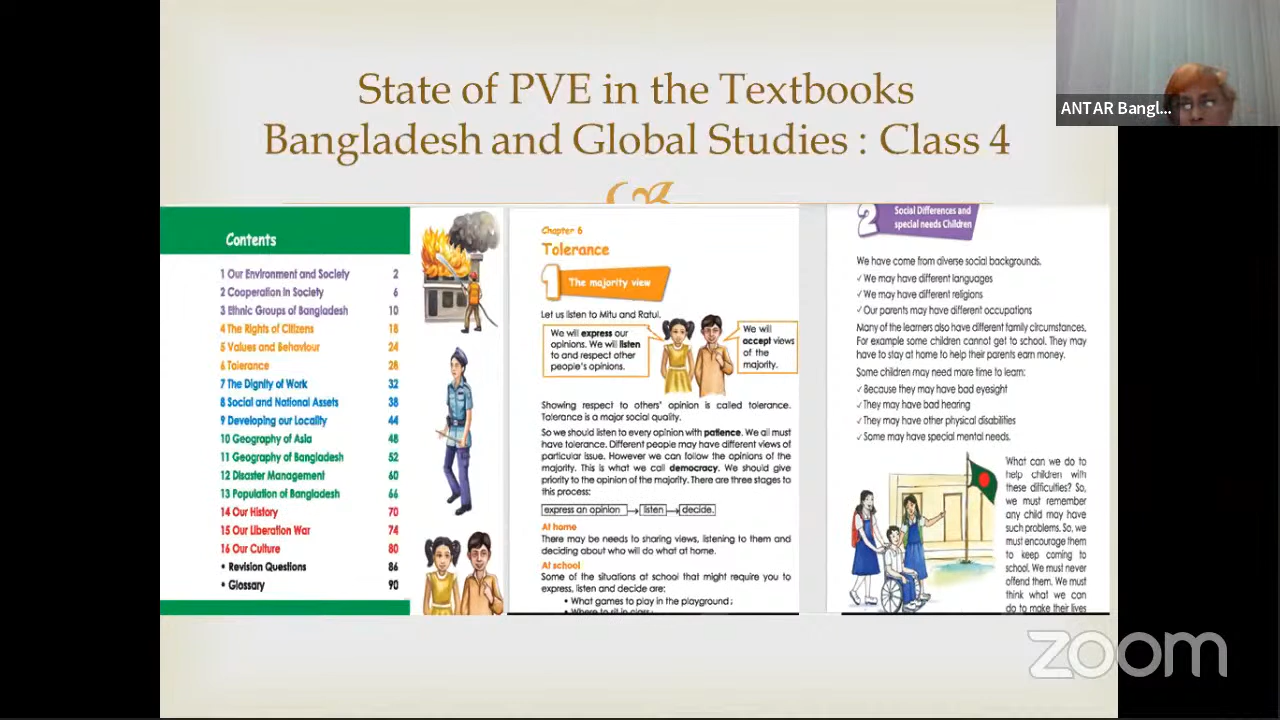 State of PVE in the Textbooks
Bangladesh and Global Studies : Class 4
ANTAR Bangl...
Contents
1 Our Environment and Society 2
2 Cooperation in Society 6
3 Ethnic Groups of Bangladesh 10
4 The Rights of Citizens 18
5 Values and Behaviour 24
6 Tolerance 28
7 The Dignity of Work 32
8 Social and National Assets 38
9 Developing our Locality 44
10 Geography of Asia 48
11 Geography of Bangladesh 52
12 Disaster Management 60
13 Population of Bangladesh 66
14 Our History 70
15 Our Liberation War 74
16 Our Culture 80
• Revision Questions 86
• Glossary 90
Chapter 6
Tolerance
1 The majority view
Let us listen to Mitu and Ratul.
We will express our
opinions. We will listen
to and respect other
people's opinions.
We will
accept views
of the
majority.
Showing respect to others' opinion is called tolerance.
Tolerance is a major social quality.
So we should listen to every opinion with patience. We all must
have tolerance. Different people may have different views of
particular issue. However we can follow the opinions of the
majority. This is what we call democracy. We should give
priority to the opinion of the majority. There are three stages to
this process:
express an opinion → listen → decide.
At home
There may be needs to sharing views, listening to them and
deciding about who will do what at home.
At school
Some of the situations at school that might require you to
express, listen and decide are:
• What games to play in the playground;
• Where to sit in class;
2 Social Differences and
special needs Children
We have come from diverse social backgrounds.
✓ We may have different languages
✓ We may have different religions
✓ Our parents may have different occupations
Many of the learners also have different family circumstances.
For example some children cannot get to school. They may
have to stay at home to help their parents earn money.
Some children may need more time to learn:
✓ Because they may have bad eyesight
✓ They may have bad hearing
✓ They may have other physical disabilities
✓ Some may have special mental needs.
What can we do to
help children with
these difficulties? So,
we must remember
any child may have
such problems. So, we
must encourage them
to keep coming to
school. We must never
offend them. We must
think what we can
do to make their lives
zoom